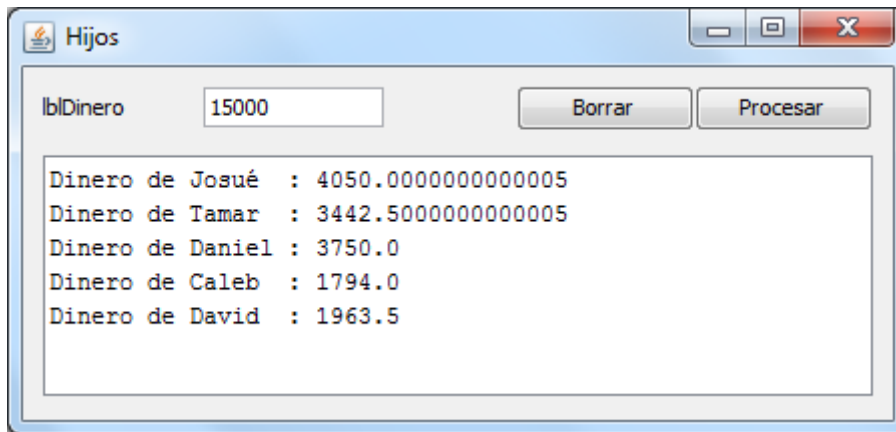 Hijos
lblDinero 15000 Borrar Procesar
Dinero de Josué : 4050.0000000000005
Dinero de Tamar : 3442.5000000000005
Dinero de Daniel : 3750.0
Dinero de Caleb : 1794.0
Dinero de David : 1963.5